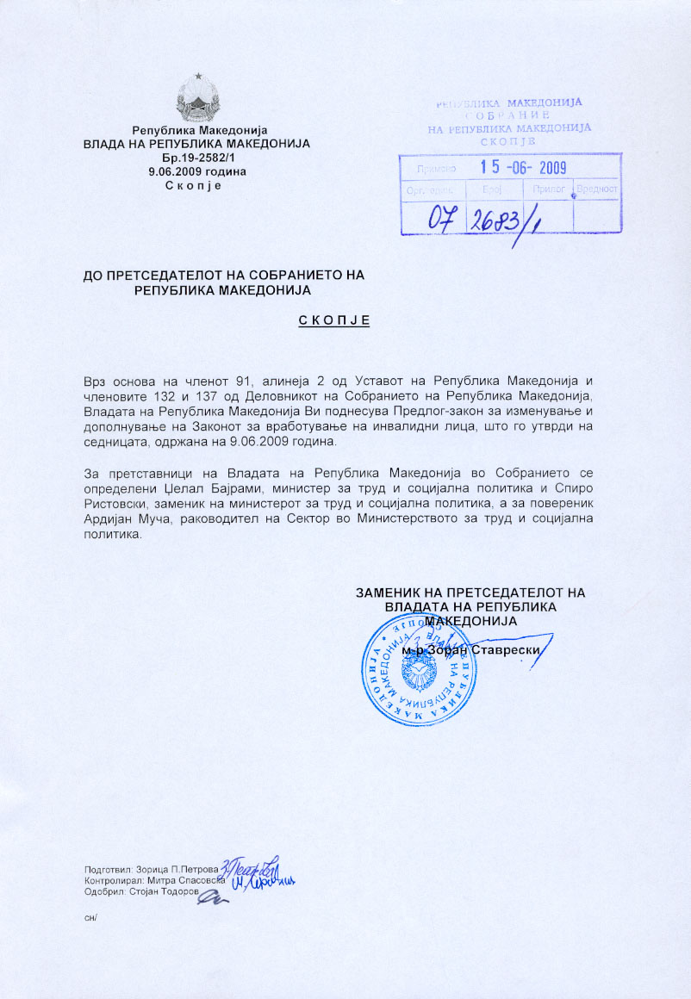 Република Македонија
ВЛАДА НА РЕПУБЛИКА МАКЕДОНИЈА
Бр.19-2582/1
9.06.2009 година
С к о п ј е
РЕПУБЛИКА МАКЕДОНИЈА
СОБРАНИЕ
НА РЕПУБЛИКА МАКЕДОНИЈА
СКОПЈЕ
Примено 15-06-2009
Орг. един. Број Прилог Вредност
07 2683/1
ДО ПРЕТСЕДАТЕЛОТ НА СОБРАНИЕТО НА
РЕПУБЛИКА МАКЕДОНИЈА
С К О П Ј Е
Врз основа на членот 91, алинеја 2 од Уставот на Република Македонија и
членовите 132 и 137 од Деловникот на Собранието на Република Македонија,
Владата на Република Македонија Ви поднесува Предлог-закон за изменување и
дополнување на Законот за вработување на инвалидни лица, што го утврди на
седницата, одржана на 9.06.2009 година.
За претставници на Владата на Република Македонија во Собранието се
определени Џелал Бајрами, министер за труд и социјална политика и Спиро
Ристовски, заменик на министерот за труд и социјална политика, а за повереник
Ардијан Муча, раководител на Сектор во Министерството за труд и социјална
политика.
ЗАМЕНИК НА ПРЕТСЕДАТЕЛОТ НА
ВЛАДАТА НА РЕПУБЛИКА
МАКЕДОНИЈА
м-р Зоран Ставрески
РЕПУБЛИКА МАКЕДОНИЈА * СКОПЈЕ *
ВЛАДА НА РЕПУБЛИКА МАКЕДОНИЈА
Подготвил: Зорица П.Петрова
Контролирал: Митра Спасовска
Одобрил: Стојан Тодоров
сн/